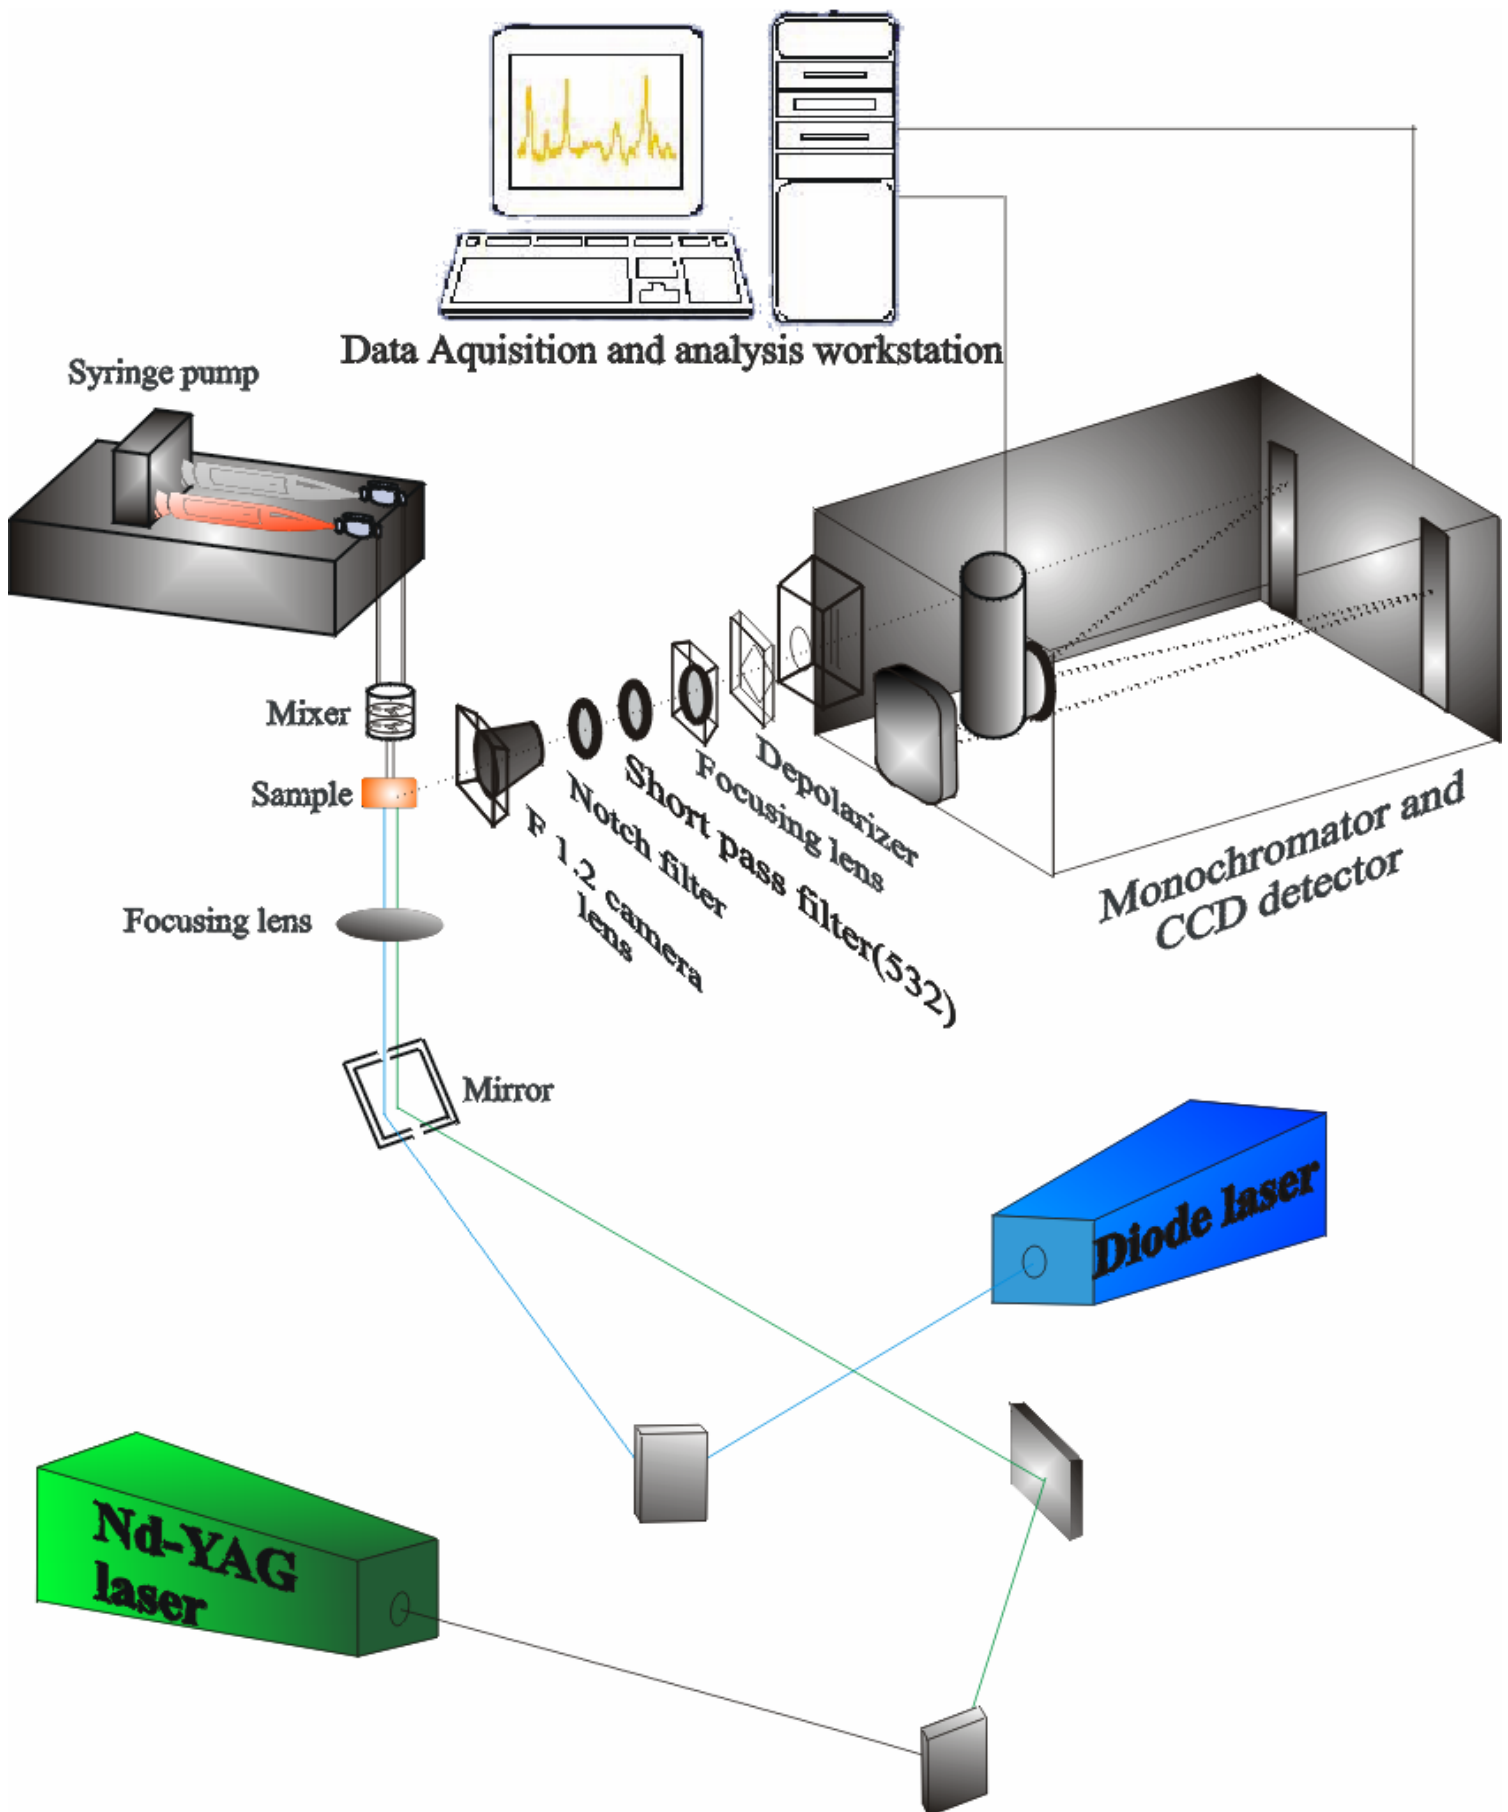 Data Aquisition and analysis workstation
Syringe pump
Mixer
Sample
Focusing lens
Mirror
F 1.2 camera
lens
Notch filter
Short pass filter(532)
Focusing lens
Depolarizer
Monochromator and
CCD detector
Diode laser
Nd-YAG
laser